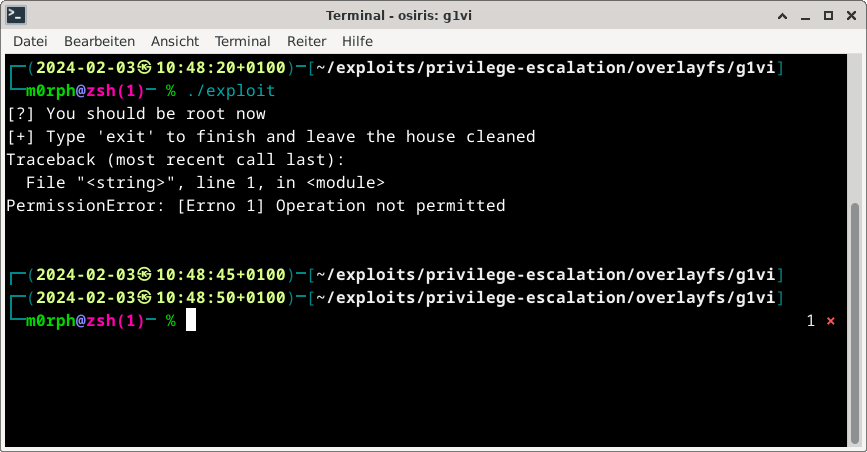 Terminal - osiris: g1vi
Datei Bearbeiten Ansicht Terminal Reiter Hilfe
┌─(2024-02-03㉿10:48:20+0100)─[~/exploits/privilege-escalation/overlayfs/g1vi]
└─m0rph@zsh(1)─ % ./exploit
[?] You should be root now
[+] Type 'exit' to finish and leave the house cleaned
Traceback (most recent call last):
  File "<string>", line 1, in <module>
PermissionError: [Errno 1] Operation not permitted
┌─(2024-02-03㉿10:48:45+0100)─[~/exploits/privilege-escalation/overlayfs/g1vi]
┌─(2024-02-03㉿10:48:50+0100)─[~/exploits/privilege-escalation/overlayfs/g1vi]
└─m0rph@zsh(1)─ % 1 ×